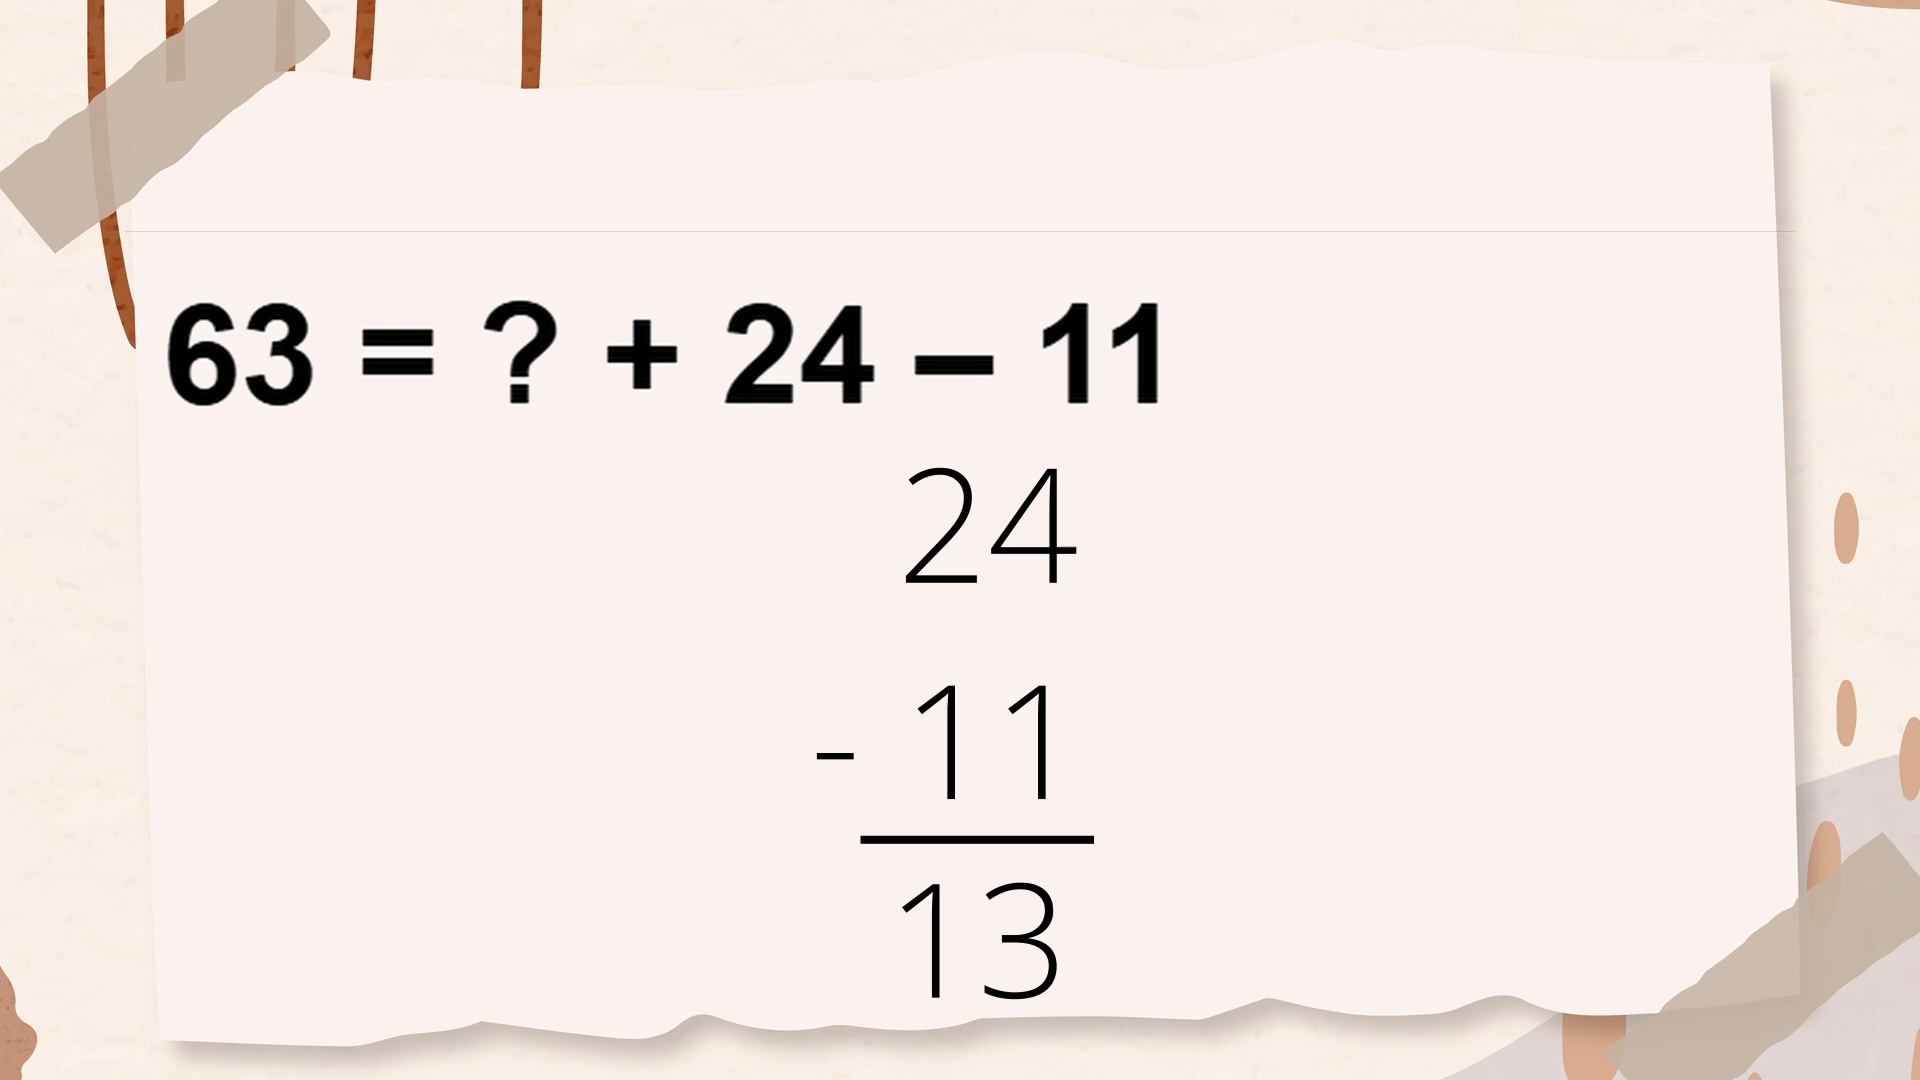 63 = ? + 24 – 11
24
- 11
13